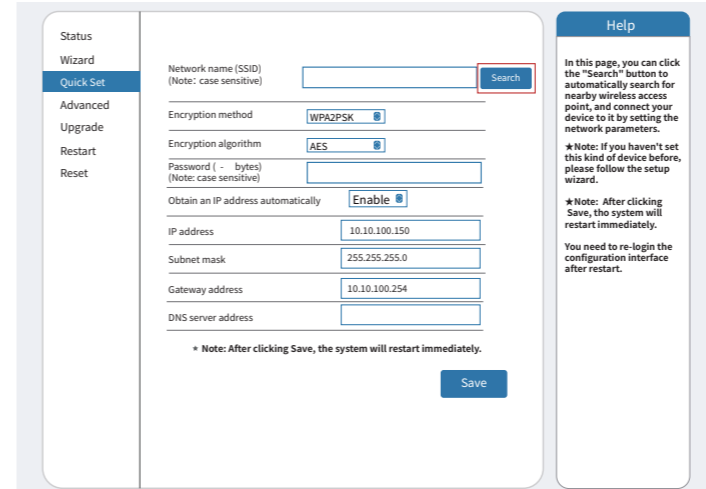 Status
Wizard
Quick Set
Advanced
Upgrade
Restart
Reset
Network name (SSID)
(Note: case sensitive)
Search
Encryption method
WPA2PSK
Encryption algorithm
AES
Password ( - bytes)
(Note: case sensitive)
Obtain an IP address automatically
Enable
IP address
10.10.100.150
Subnet mask
255.255.255.0
Gateway address
10.10.100.254
DNS server address
★ Note: After clicking Save, the system will restart immediately.
Save
Help
In this page, you can click
the "Search" button to
automatically search for
nearby wireless access
point, and connect your
device to it by setting the
network parameters.
★Note: If you haven't set
this kind of device before,
please follow the setup
wizard.
★Note: After clicking
Save, tho system will
restart immediately.
You need to re-login the
configuration interface
after restart.